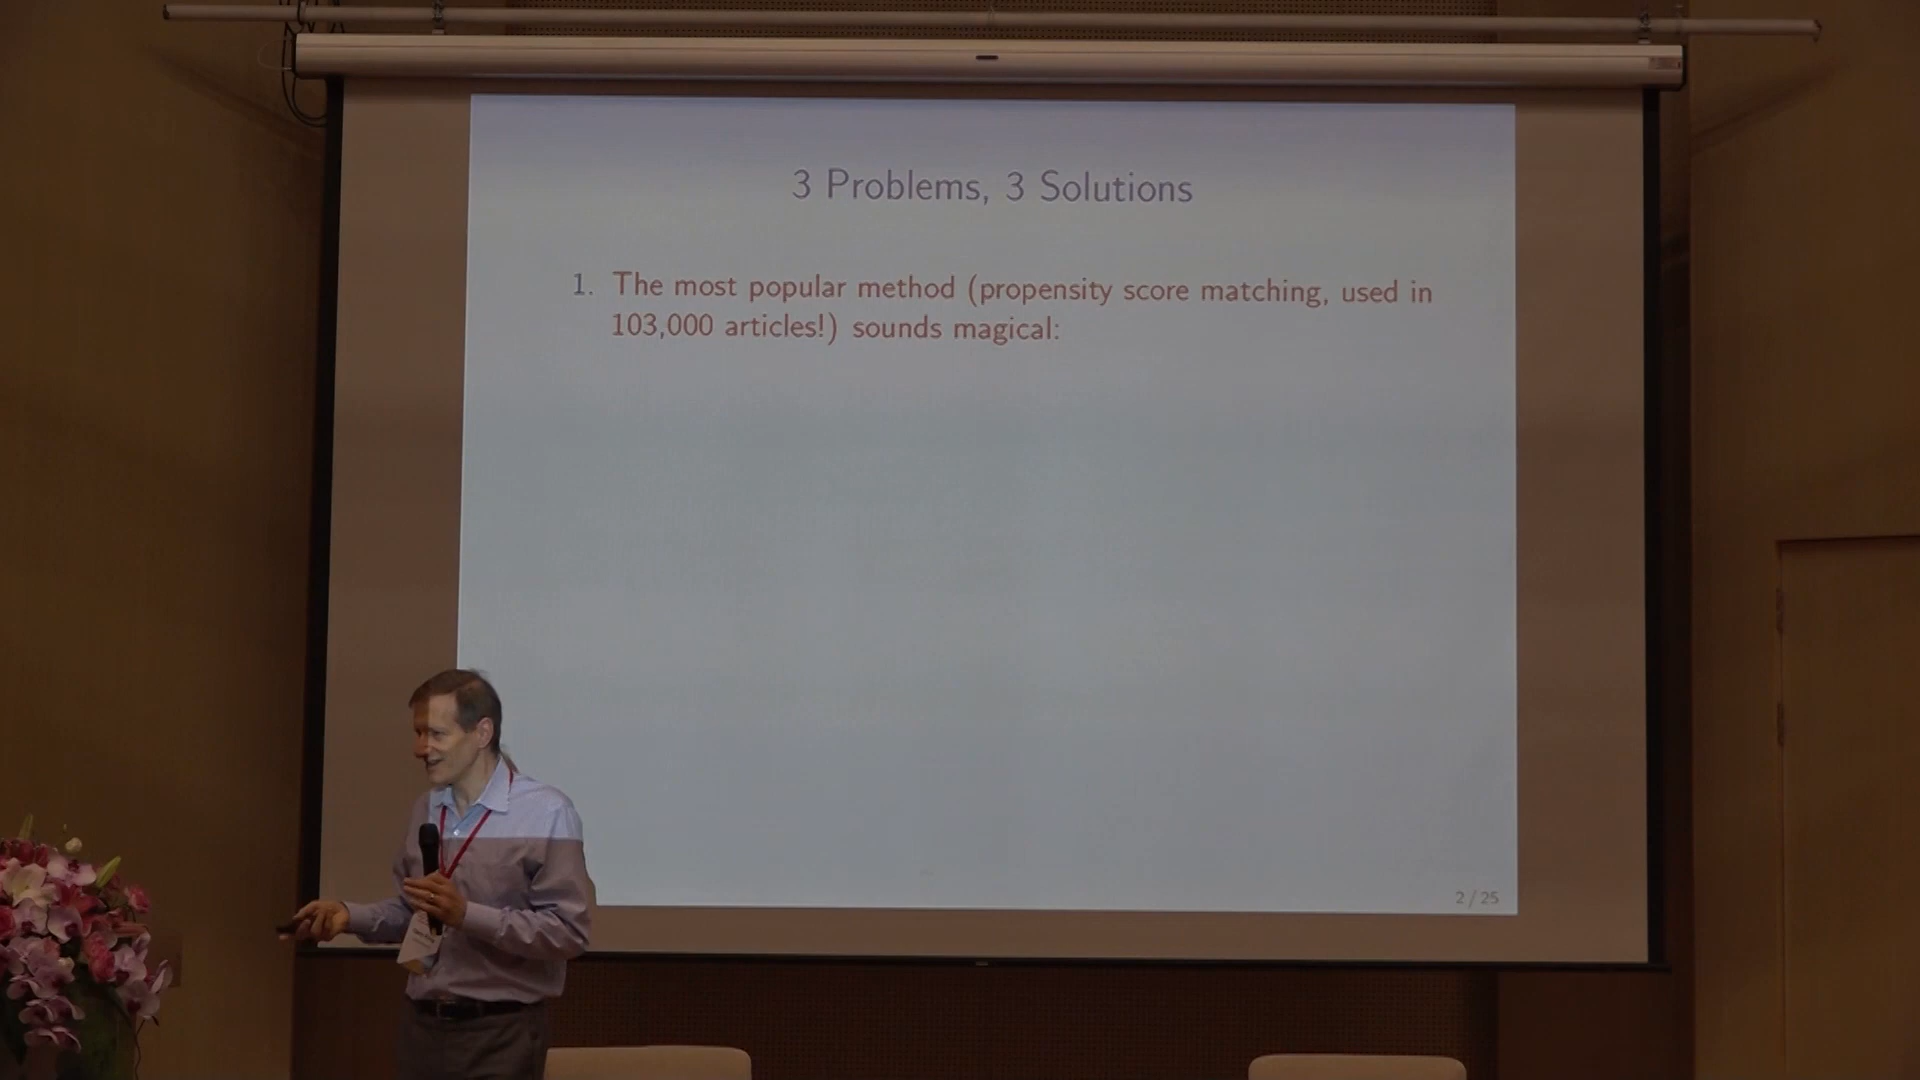 3 Problems, 3 Solutions
1. The most popular method (propensity score matching, used in
103,000 articles!) sounds magical:
2 / 25